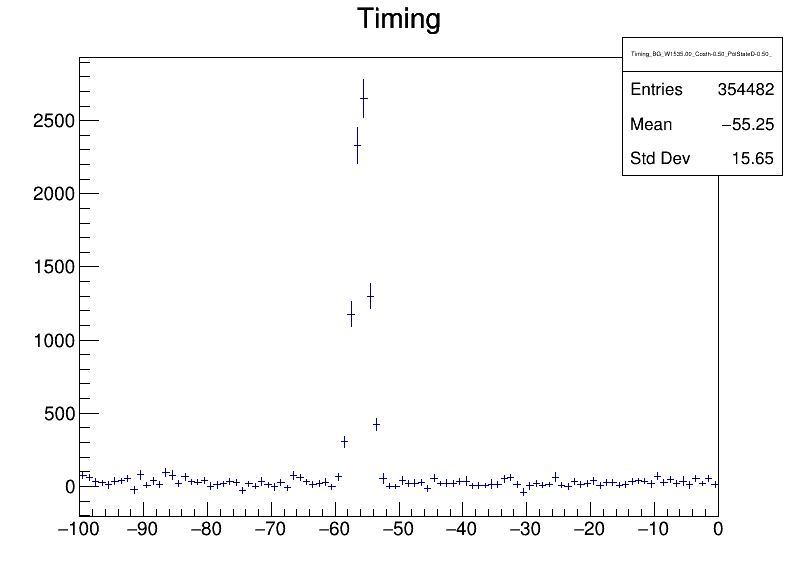 Timing
Timing_BG_W1535.00_Costh-0.50_PolStateD-0.50_
Entries 354482
Mean −55.25
Std Dev 15.65
2500
2000
1500
1000
500
0
−100 −90 −80 −70 −60 −50 −40 −30 −20 −10 0